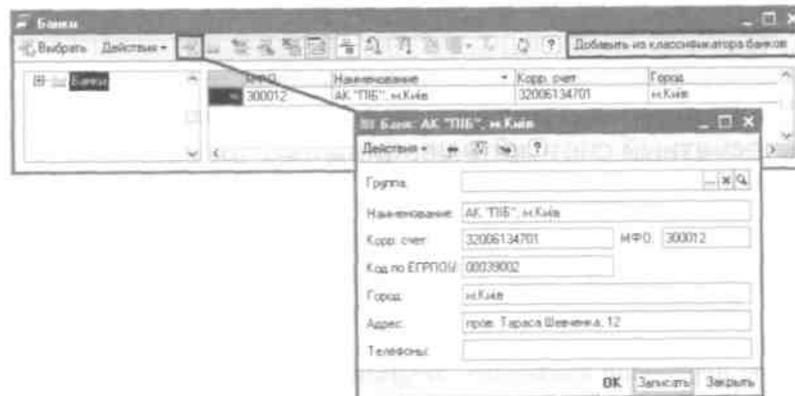 Банки
Выбрать Действия ? Добавить из классификатора банков
Банки
МФО Наименование Корр. счет Город
300012 АК "ПІБ", м.Київ 32006134701 м.Київ
Банк: АК "ПІБ", м.Київ
Действия ?
Группа:
Наименование: АК "ПІБ", м.Київ
Корр. счет: 32006134701 МФО: 300012
Код по ЕГРПОУ: 00039002
Город: м.Київ
Адрес: пров. Тараса Шевченка, 12
Телефоны:
OK Записать Закрыть